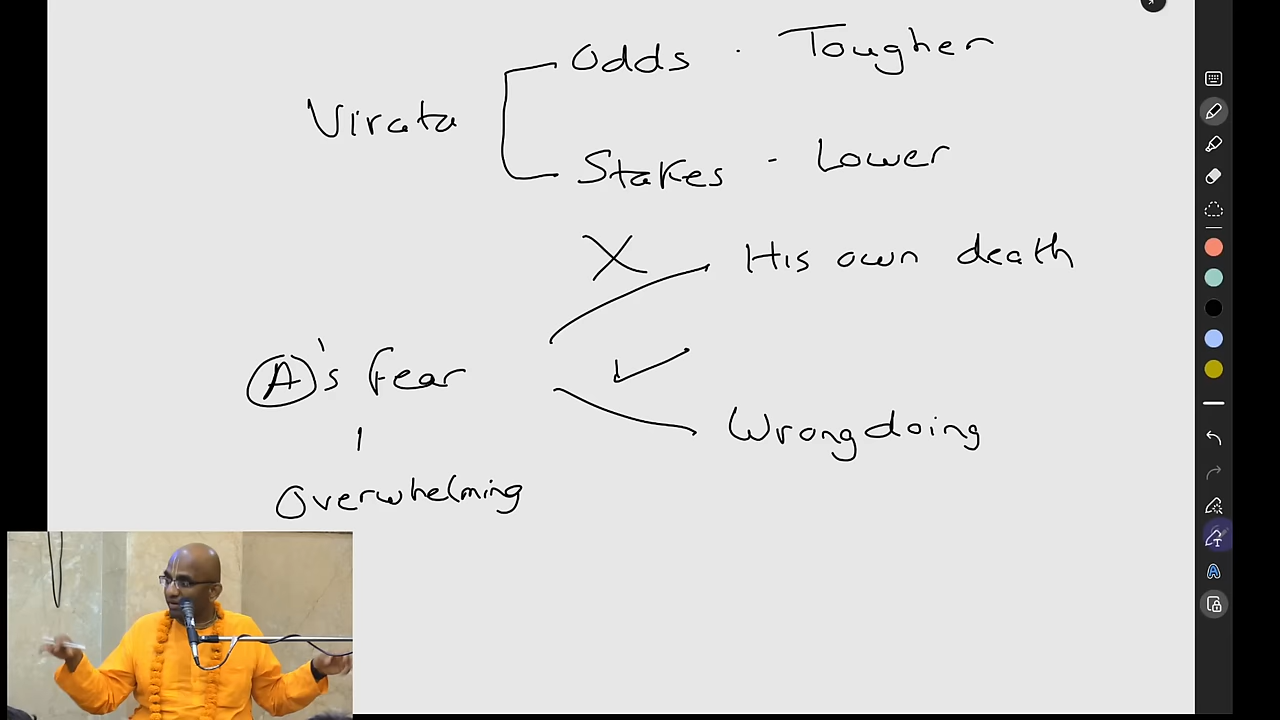 Odds - Tougher
Virata
Stakes - Lower
X His own death
A's fear
✓
Wrongdoing
Overwhelming